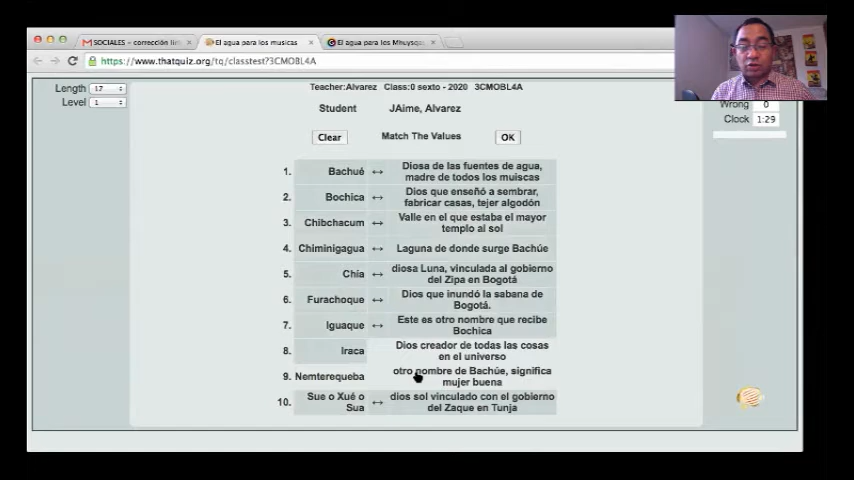 SOCIALES – corrección lin
El agua para los muiscas
El agua para los Mhuysqa
https://www.thatquiz.org/tq/classtest?3CMOBL4A
Length 17
Level 1
Teacher:Alvarez Class:0 sexto - 2020 3CMOBL4A
Student JAime, Alvarez
Clear Match The Values OK
Wrong 0
Clock 1:29
1. Bachué ↔ Diosa de las fuentes de agua,
madre de todos los muiscas
2. Bochica ↔ Dios que enseñó a sembrar,
fabricar casas, tejer algodón
3. Chibchacum ↔ Valle en el que estaba el mayor
templo al sol
4. Chiminigagua ↔ Laguna de donde surge Bachúe
5. Chía ↔ diosa Luna, vinculada al gobierno
del Zipa en Bogotá
6. Furachoque ↔ Dios que inundó la sabana de
Bogotá.
7. Iguaque ↔ Este es otro nombre que recibe
Bochica
8. Iraca Dios creador de todas las cosas
en el universo
9. Nemterequeba otro nombre de Bachúe, significa
mujer buena
10. Sue o Xué o
Sua ↔ dios sol vinculado con el gobierno
del Zaque en Tunja